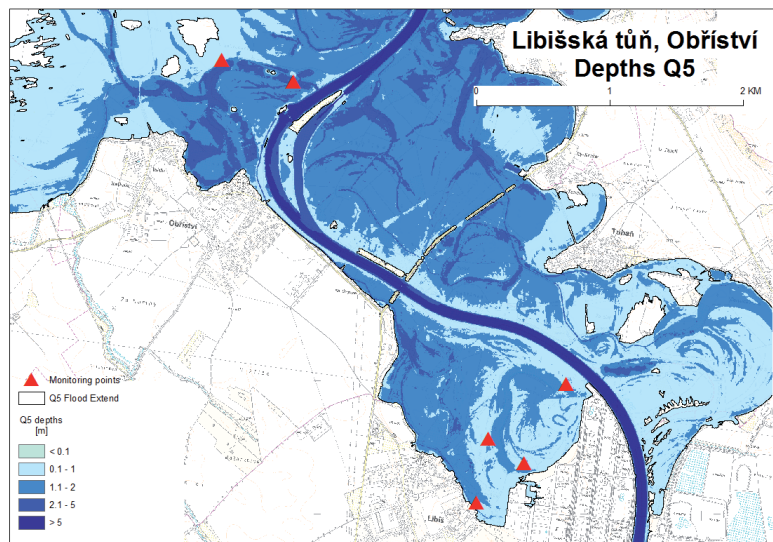 Libišská tůň, Obříství
Depths Q5
0 1 2 KM
Obříství
Tuhaň
Libiš
Monitoring points
Q5 Flood Extend
Q5 depths
[m]
< 0.1
0.1 - 1
1.1 - 2
2.1 - 5
> 5